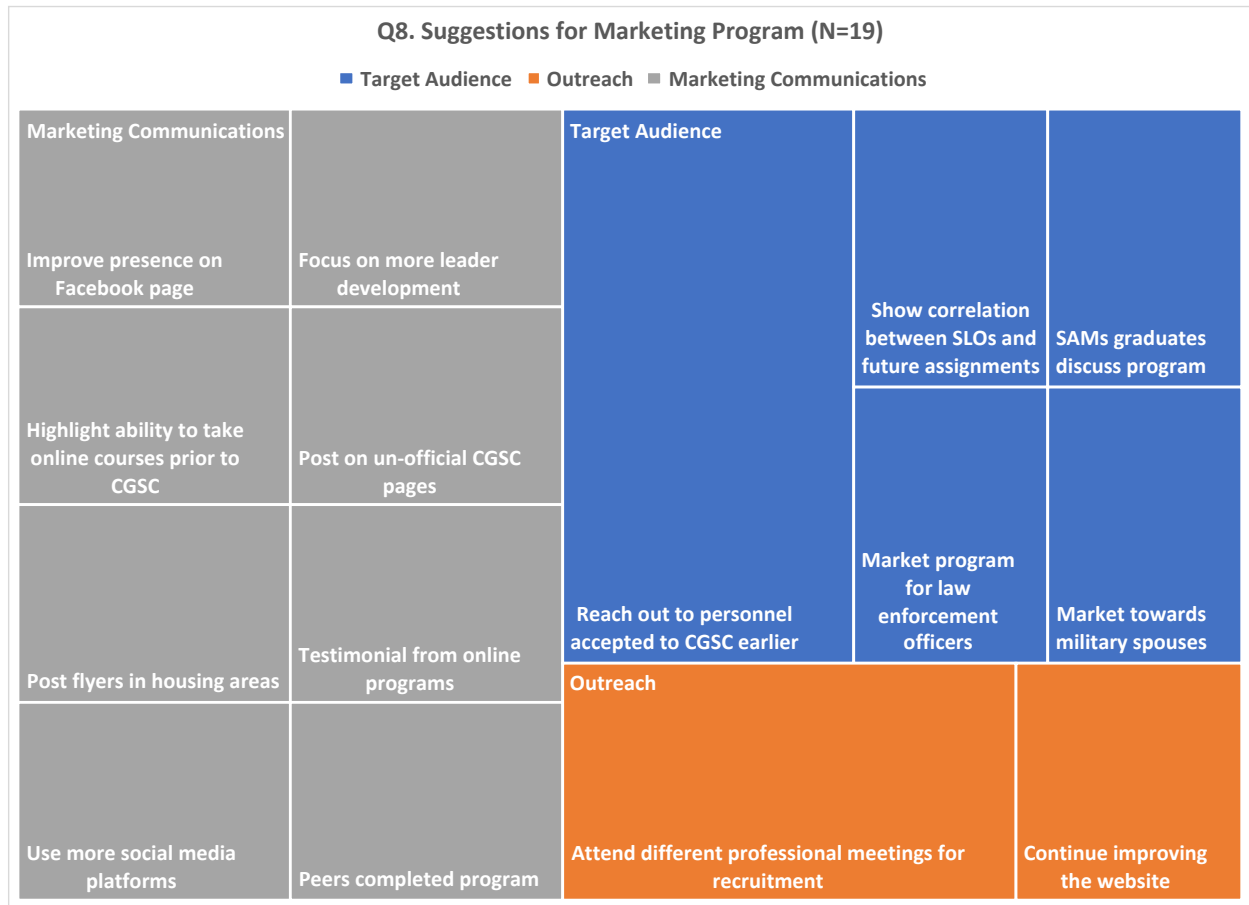 Q8. Suggestions for Marketing Program (N=19)
Target Audience Outreach Marketing Communications
Marketing Communications
Improve presence on
Facebook page
Focus on more leader
development
Highlight ability to take
online courses prior to
CGSC
Post on un-official CGSC
pages
Post flyers in housing areas
Testimonial from online
programs
Use more social media
platforms
Peers completed program
Target Audience
Reach out to personnel
accepted to CGSC earlier
Show correlation
between SLOs and
future assignments
SAMs graduates
discuss program
Market program
for law
enforcement
officers
Market towards
military spouses
Outreach
Attend different professional meetings for
recruitment
Continue improving
the website